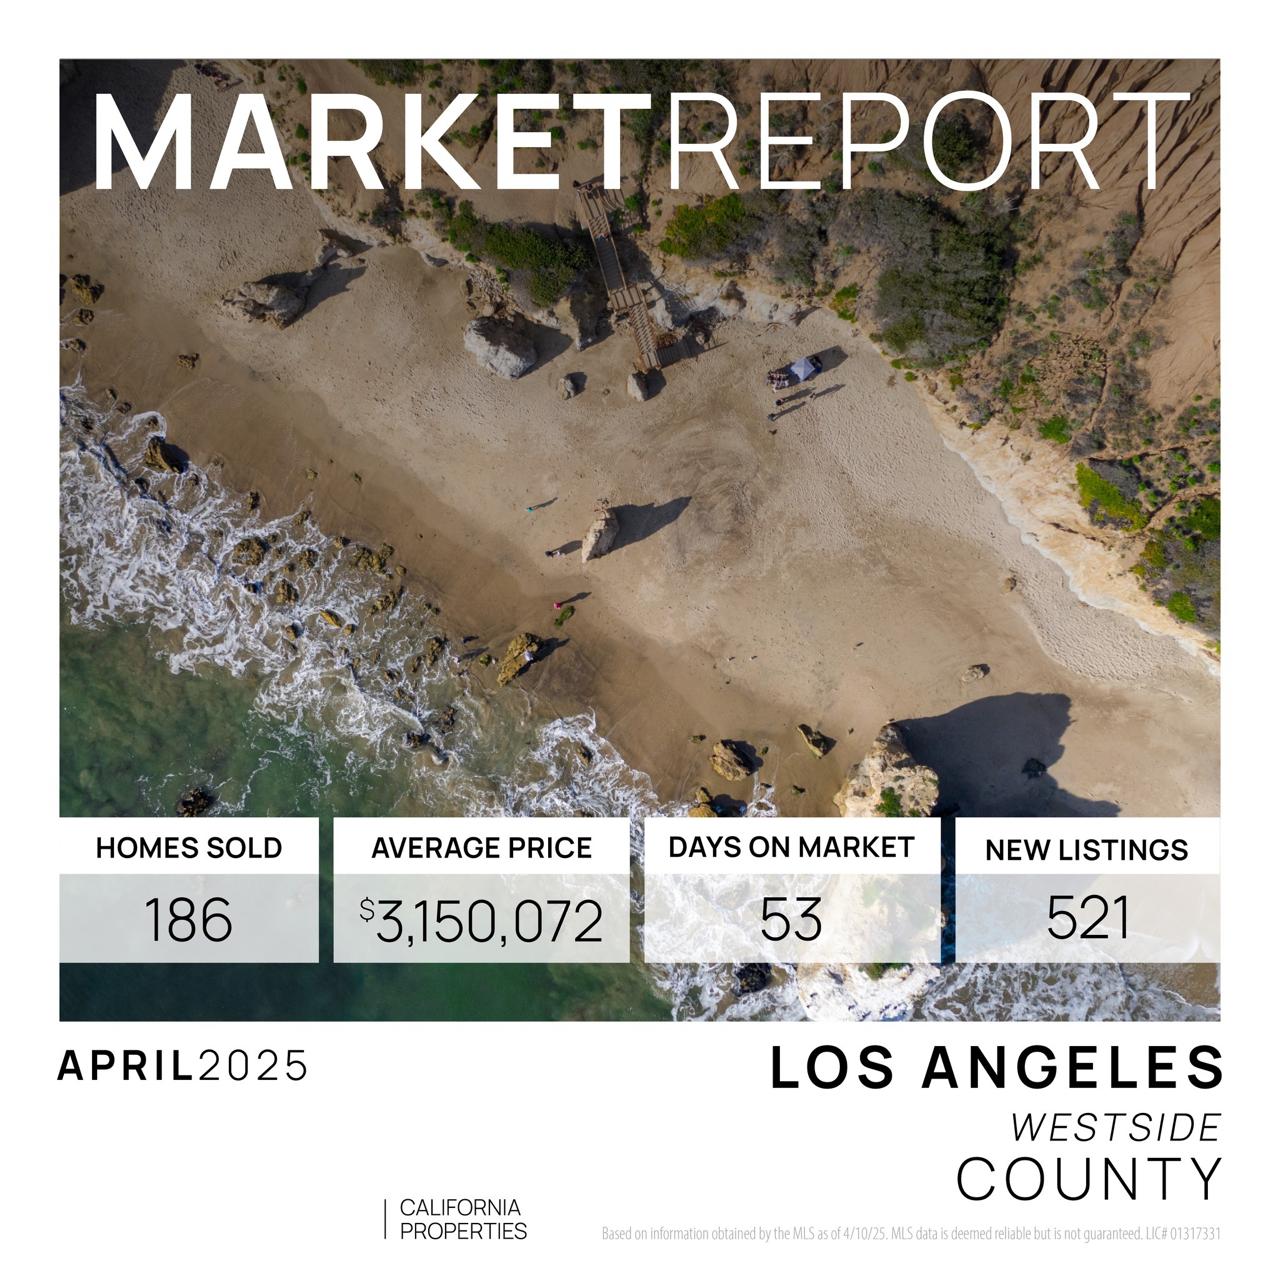 MARKETREPORT
HOMES SOLD
186
AVERAGE PRICE
$3,150,072
DAYS ON MARKET
53
NEW LISTINGS
521
APRIL2025
LOS ANGELES
WESTSIDE
COUNTY
CALIFORNIA
PROPERTIES
Based on information obtained by the MLS as of 4/10/25. MLS data is deemed reliable but is not guaranteed. LIC# 01317331